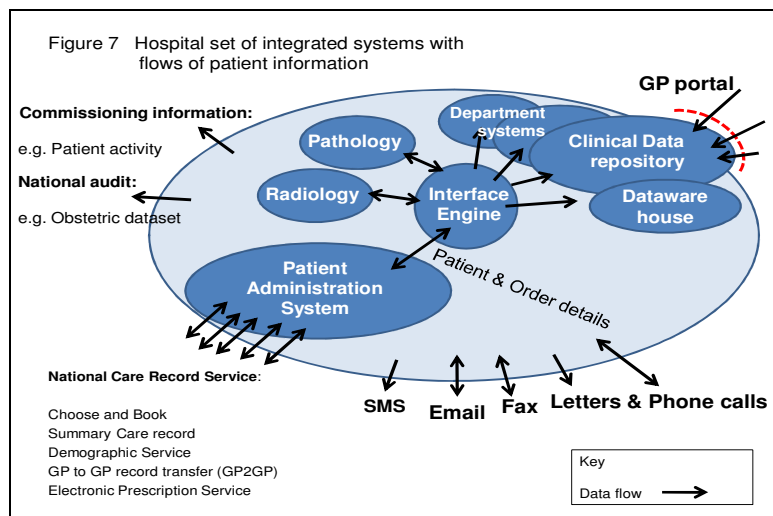 Figure 7 Hospital set of integrated systems with
flows of patient information
GP portal
Commissioning information:
e.g. Patient activity
National audit:
e.g. Obstetric dataset
Department
systems
Pathology
Clinical Data
repository
Radiology
Interface
Engine
Dataware
house
Patient
Administration
System
Patient & Order details
National Care Record Service:
Choose and Book
Summary Care record
Demographic Service
GP to GP record transfer (GP2GP)
Electronic Prescription Service
SMS
Email
Fax
Letters & Phone calls
Key
Data flow